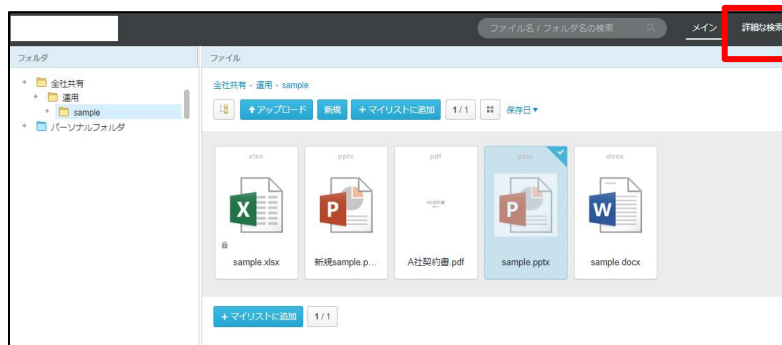 ファイル名 / フォルダ名の検索
メイン
詳細な検索
フォルダ
ファイル
全社共有
運用
sample
パーソナルフォルダ
全社共有 - 運用 - sample
アップロード
新規
+ マイリストに追加
1 / 1
保存日▼
xlsx
pptx
pdf
pptx
docx
X
P
A社契約書
P
W
sample.xlsx
新規sample.p...
A社契約書.pdf
sample.pptx
sample.docx
+ マイリストに追加
1 / 1